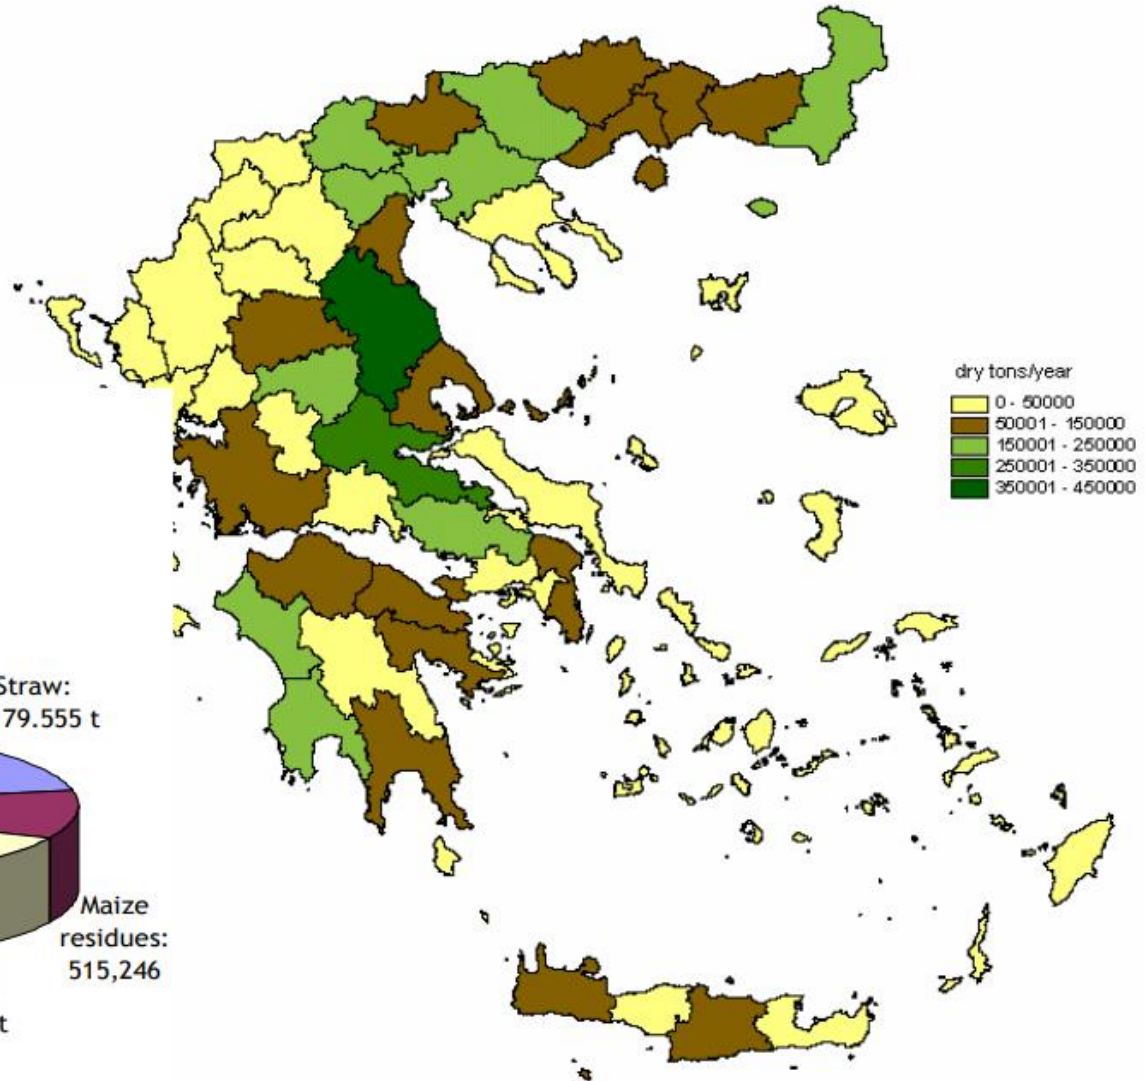 dry tons/year
0 - 50000
50001 - 150000
150001 - 250000
250001 - 350000
350001 - 450000
Straw:
79.555 t
Maize
residues:
515,246
t